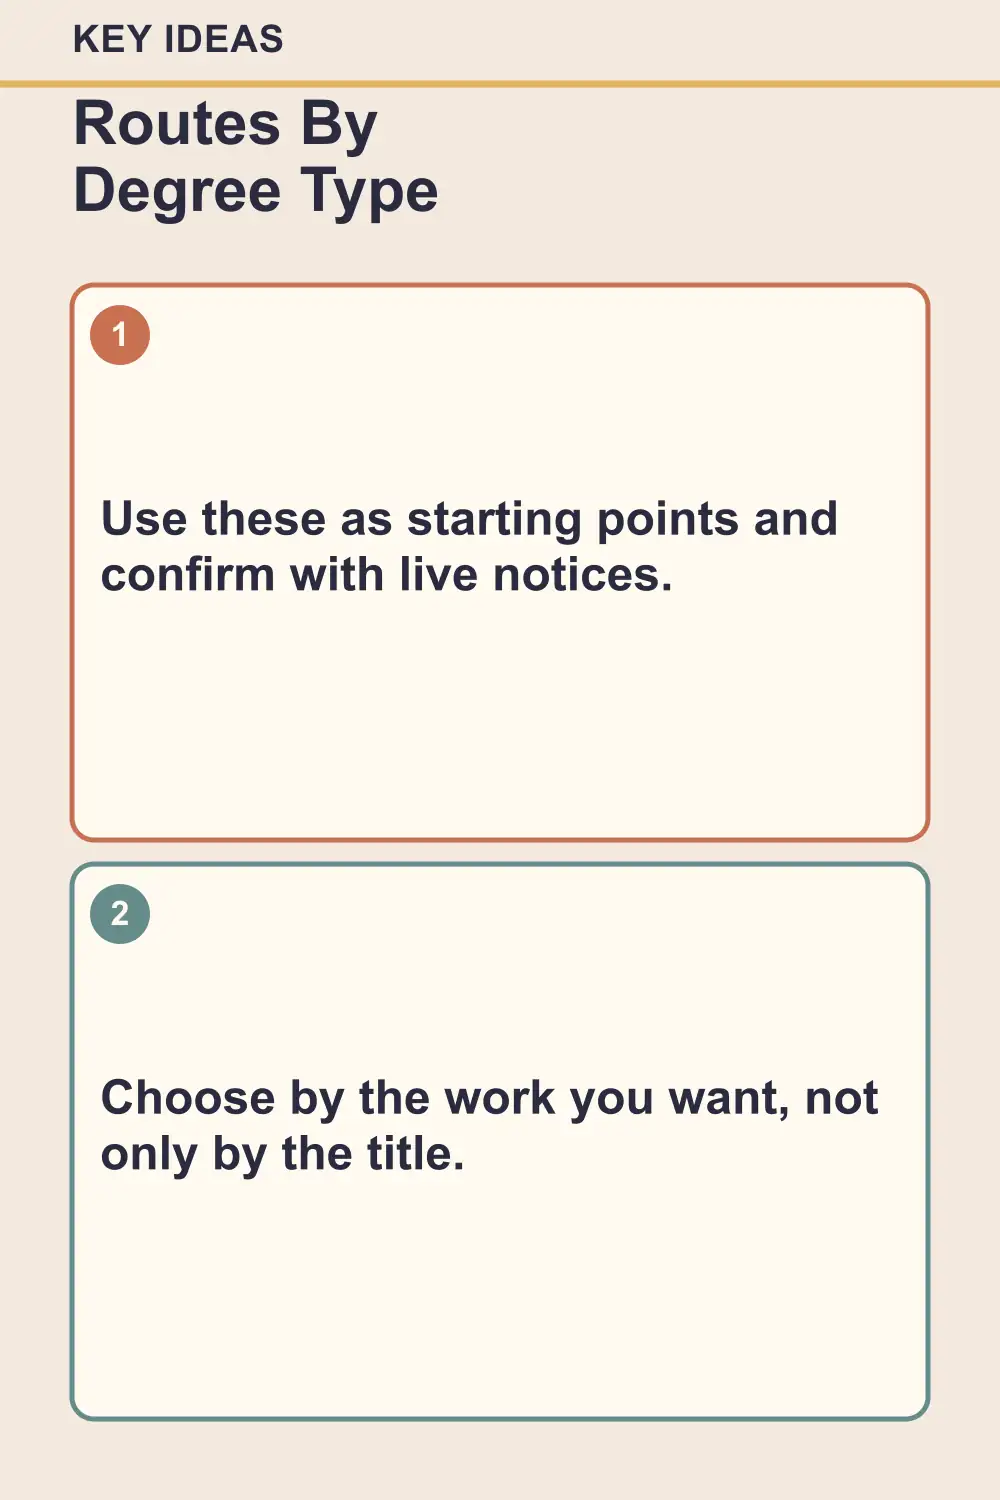 KEY IDEAS
Routes By
Degree Type
1
Use these as starting points and
confirm with live notices.
2
Choose by the work you want, not
only by the title.